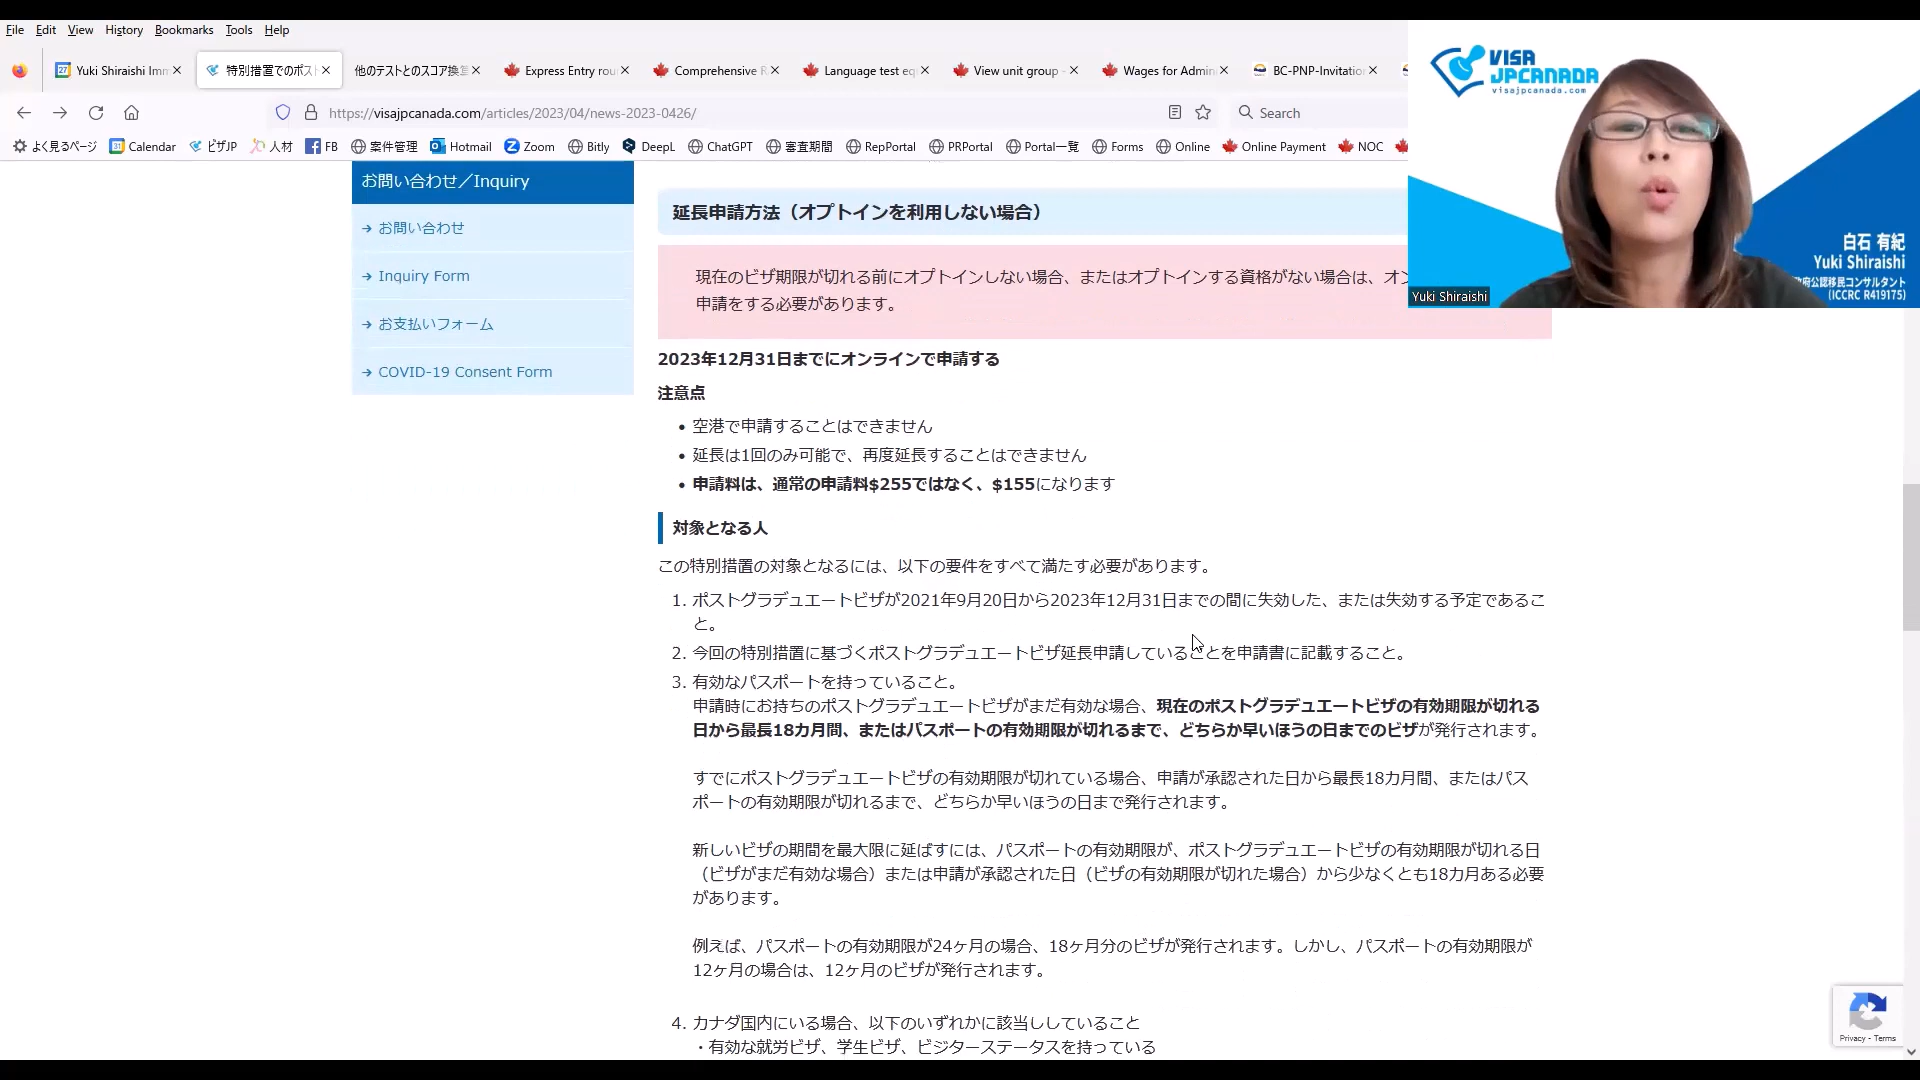 File Edit View History Bookmarks Tools Help
Yuki Shiraishi Imm
特別措置でのポス
他のテストとのスコア換算
Express Entry rou
Comprehensive R
Language test eq
View unit group -
Wages for Admin
BC-PNP-Invitatio
https://visajpcanada.com/articles/2023/04/news-2023-0426/
Search
よく見るページ Calendar ビザJP 人材 FB 案件管理 Hotmail Zoom Bitly DeepL ChatGPT 審査期間 RepPortal PRPortal Portal一覧 Forms Online Online Payment NOC
VISA
JPCANADA
visajpcanada.com
白石 有紀
Yuki Shiraishi
府公認移民コンサルタント
(ICCRC R419175)
Yuki Shiraishi
お問い合わせ／Inquiry
→ お問い合わせ
→ Inquiry Form
→ お支払いフォーム
→ COVID-19 Consent Form
延長申請方法（オプトインを利用しない場合）
現在のビザ期限が切れる前にオプトインしない場合、またはオプトインする資格がない場合は、オン
申請をする必要があります。
2023年12月31日までにオンラインで申請する
注意点
• 空港で申請することはできません
• 延長は1回のみ可能で、再度延長することはできません
• 申請料は、通常の申請料$255ではなく、$155になります
対象となる人
この特別措置の対象となるには、以下の要件をすべて満たす必要があります。
1. ポストグラデュエートビザが2021年9月20日から2023年12月31日までの間に失効した、または失効する予定であるこ
と。
2. 今回の特別措置に基づくポストグラデュエートビザ延長申請していることを申請書に記載すること。
3. 有効なパスポートを持っていること。
申請時にお持ちのポストグラデュエートビザがまだ有効な場合、現在のポストグラデュエートビザの有効期限が切れる
日から最長18カ月間、またはパスポートの有効期限が切れるまで、どちらか早いほうの日までのビザが発行されます。
すでにポストグラデュエートビザの有効期限が切れている場合、申請が承認された日から最長18カ月間、またはパス
ポートの有効期限が切れるまで、どちらか早いほうの日まで発行されます。
新しいビザの期間を最大限に延ばすには、パスポートの有効期限が、ポストグラデュエートビザの有効期限が切れる日
（ビザがまだ有効な場合）または申請が承認された日（ビザの有効期限が切れた場合）から少なくとも18カ月ある必要
があります。
例えば、パスポートの有効期限が24ヶ月の場合、18ヶ月分のビザが発行されます。しかし、パスポートの有効期限が
12ヶ月の場合は、12ヶ月のビザが発行されます。
4. カナダ国内にいる場合、以下のいずれかに該当ししていること
・有効な就労ビザ、学生ビザ、ビジターステータスを持っている
Privacy - Terms